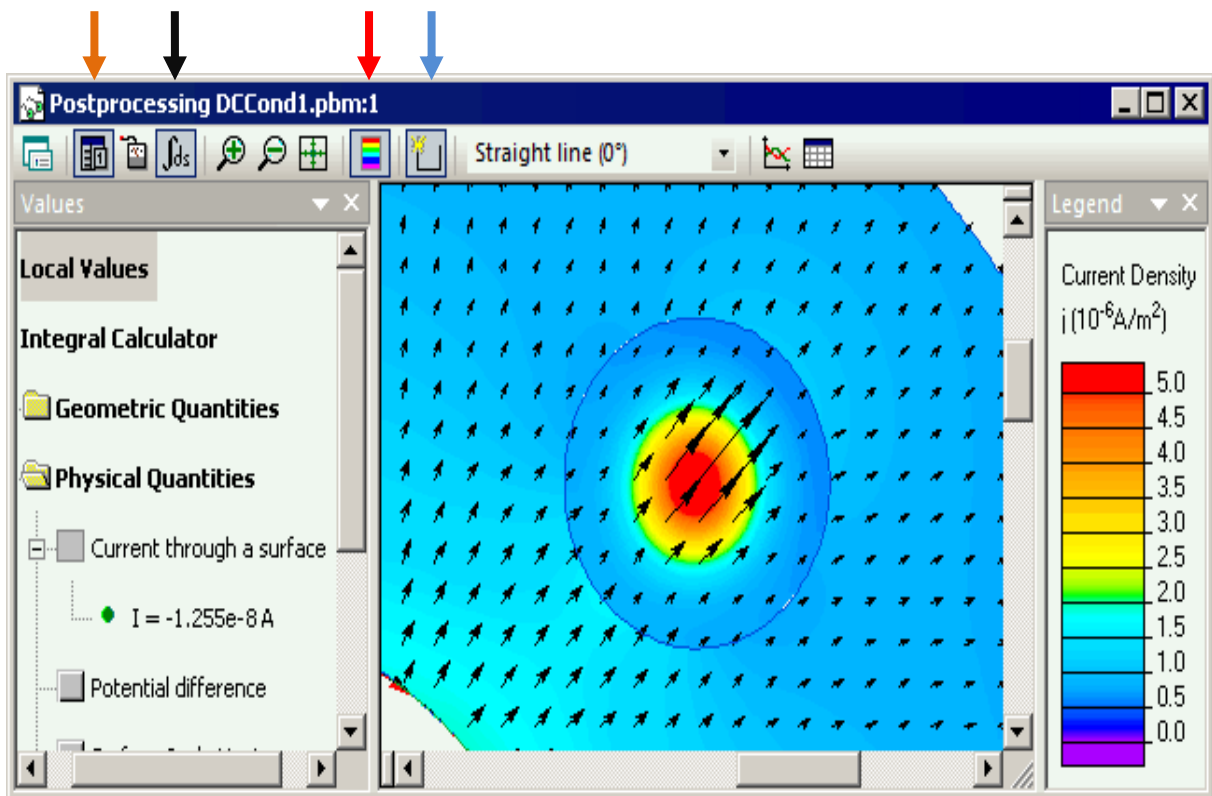 Postprocessing DCCond1.pbm:1
1 ∫ds Straight line (0°)
Values
Legend
Local Values
Integral Calculator
Geometric Quantities
Physical Quantities
Current through a surface
I = -1.255e-8 A
Potential difference
Current Density
j (10⁻⁶A/m²)
5.0
4.5
4.0
3.5
3.0
2.5
2.0
1.5
1.0
0.5
0.0